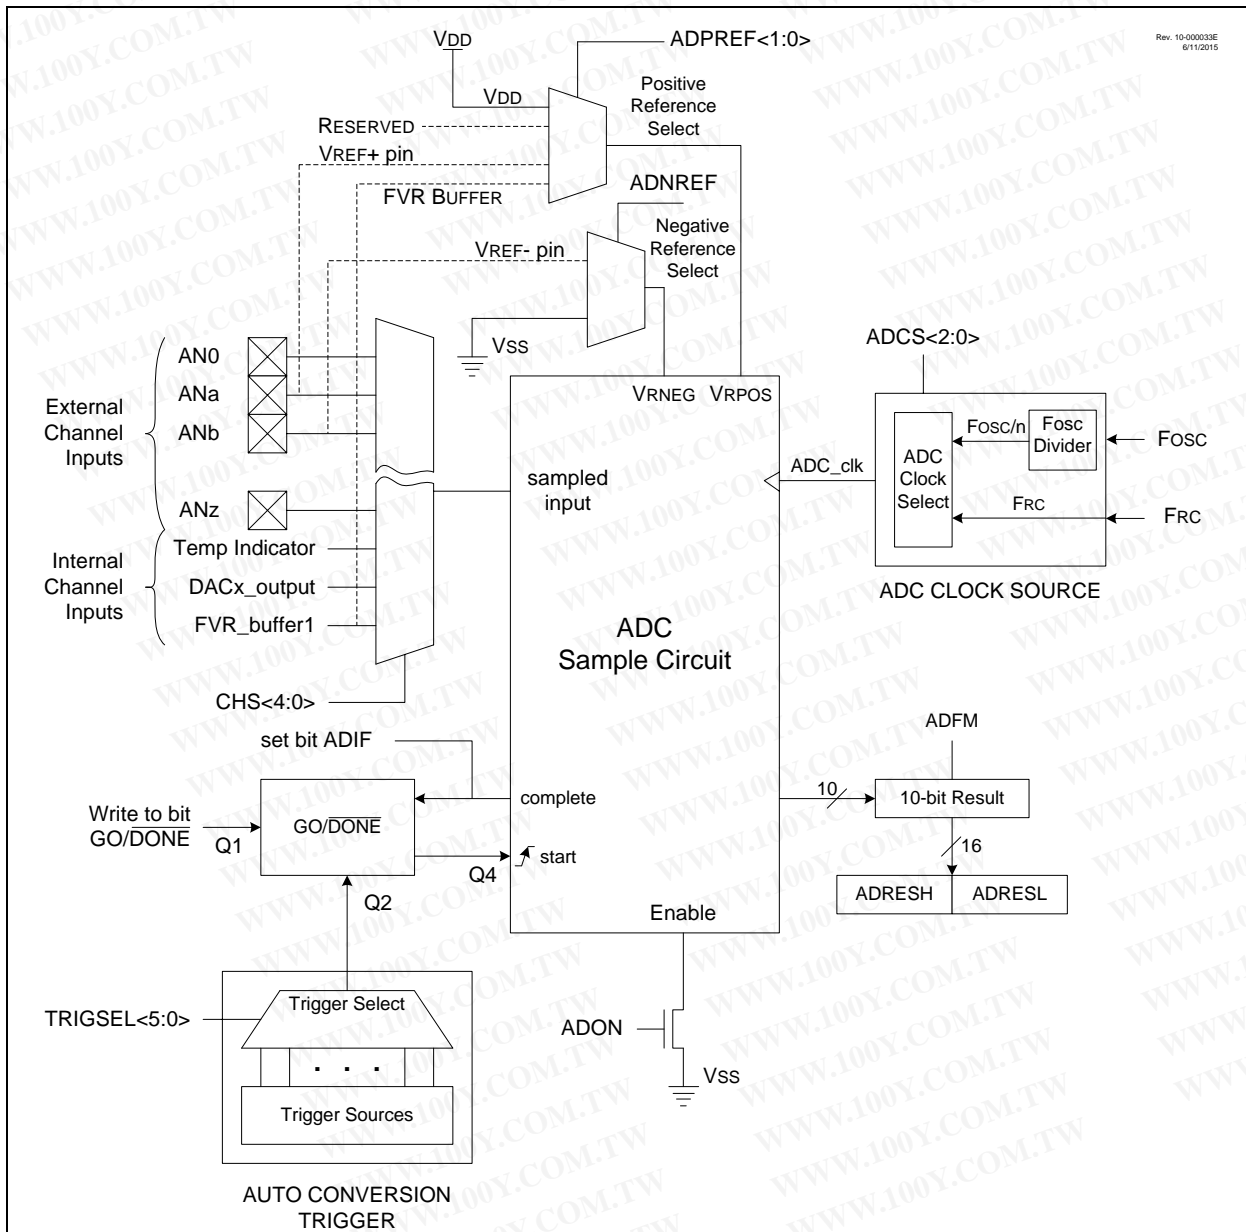 Rev. 10-000033E
6/11/2015
VDD
ADPREF<1:0>
VDD
Positive
Reference
Select
RESERVED
VREF+ pin
FVR BUFFER
ADNREF
Negative
Reference
Select
VREF- pin
VSS
VRNEG VRPOS
ADCS<2:0>
External
Channel
Inputs
AN0
ANa
ANb
ANz
Internal
Channel
Inputs
Temp Indicator
DACx_output
FVR_buffer1
CHS<4:0>
sampled
input
ADC_clk
ADC
Clock
Select
FOSC/n
Fosc
Divider
FOSC
FRC
FRC
ADC CLOCK SOURCE
ADC
Sample Circuit
set bit ADIF
complete
Write to bit
GO/DONE
Q1
GO/DONE
Q4
start
Q2
Enable
ADFM
10
10-bit Result
16
ADRESH
ADRESL
TRIGSEL<5:0>
Trigger Select
. . .
Trigger Sources
AUTO CONVERSION
TRIGGER
ADON
VSS
WWW.100Y.COM.TW